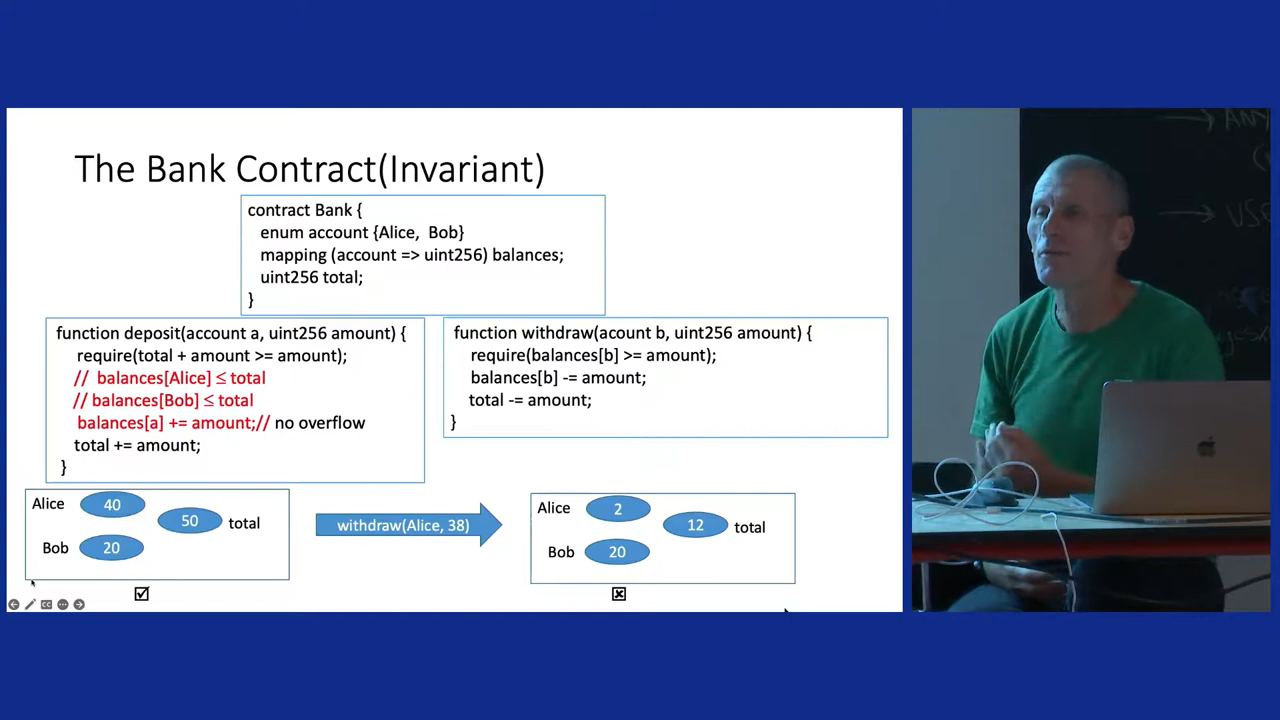 The Bank Contract(Invariant)
contract Bank {
enum account {Alice, Bob}
mapping (account => uint256) balances;
uint256 total;
}
function deposit(account a, uint256 amount) {
require(total + amount >= amount);
// balances[Alice] ≤ total
// balances[Bob] ≤ total
balances[a] += amount;// no overflow
total += amount;
}
function withdraw(acount b, uint256 amount) {
require(balances[b] >= amount);
balances[b] -= amount;
total -= amount;
}
Alice 40
50 total
Bob 20
withdraw(Alice, 38)
Alice 2
12 total
Bob 20